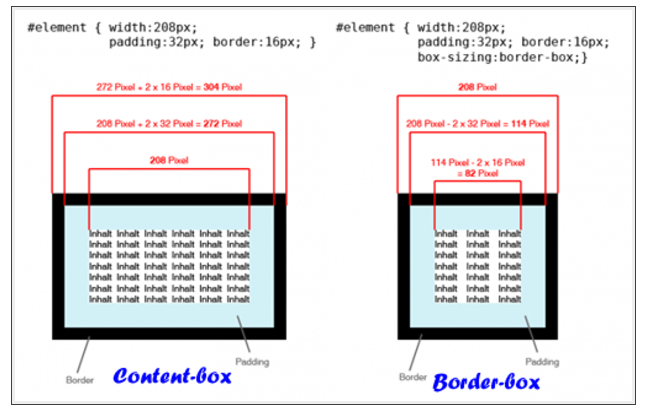 #element { width:208px;
padding:32px; border:16px; }
272 Pixel + 2 x 16 Pixel = 304 Pixel
208 Pixel + 2 x 32 Pixel = 272 Pixel
208 Pixel
Inhalt Inhalt Inhalt Inhalt Inhalt Inhalt
Inhalt Inhalt Inhalt Inhalt Inhalt Inhalt
Inhalt Inhalt Inhalt Inhalt Inhalt Inhalt
Inhalt Inhalt Inhalt Inhalt Inhalt Inhalt
Inhalt Inhalt Inhalt Inhalt Inhalt Inhalt
Inhalt Inhalt Inhalt Inhalt Inhalt Inhalt
Inhalt Inhalt Inhalt Inhalt Inhalt Inhalt
Padding
Border
Content-box
#element { width:208px;
padding:32px; border:16px;
box-sizing:border-box;}
208 Pixel
208 Pixel - 2 x 32 Pixel = 114 Pixel
114 Pixel - 2 x 16 Pixel
= 82 Pixel
Inhalt Inhalt Inhalt
Inhalt Inhalt Inhalt
Inhalt Inhalt Inhalt
Inhalt Inhalt Inhalt
Inhalt Inhalt Inhalt
Inhalt Inhalt Inhalt
Inhalt Inhalt Inhalt
Padding
Border
Border-box